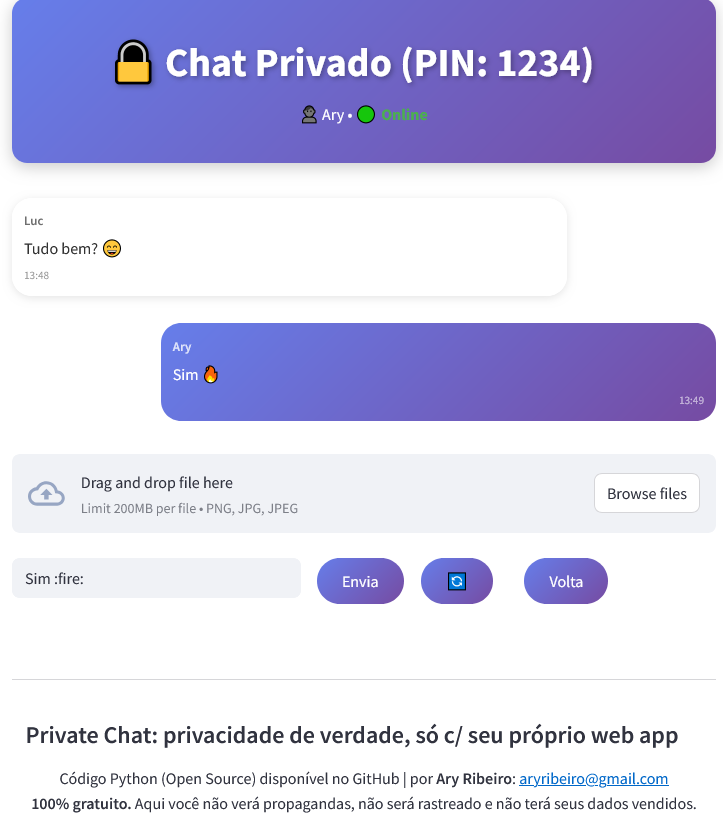 🔒 Chat Privado (PIN: 1234)
👤 Ary • 🟢 Online
Luc
Tudo bem? 😄
13:48
Ary
Sim 🔥
13:49
Drag and drop file here
Limit 200MB per file • PNG, JPG, JPEG
Browse files
Sim :fire:
Envia
🔄
Volta
Private Chat: privacidade de verdade, só c/ seu próprio web app
Código Python (Open Source) disponível no GitHub | por Ary Ribeiro: aryribeiro@gmail.com
100% gratuito. Aqui você não verá propagandas, não será rastreado e não terá seus dados vendidos.